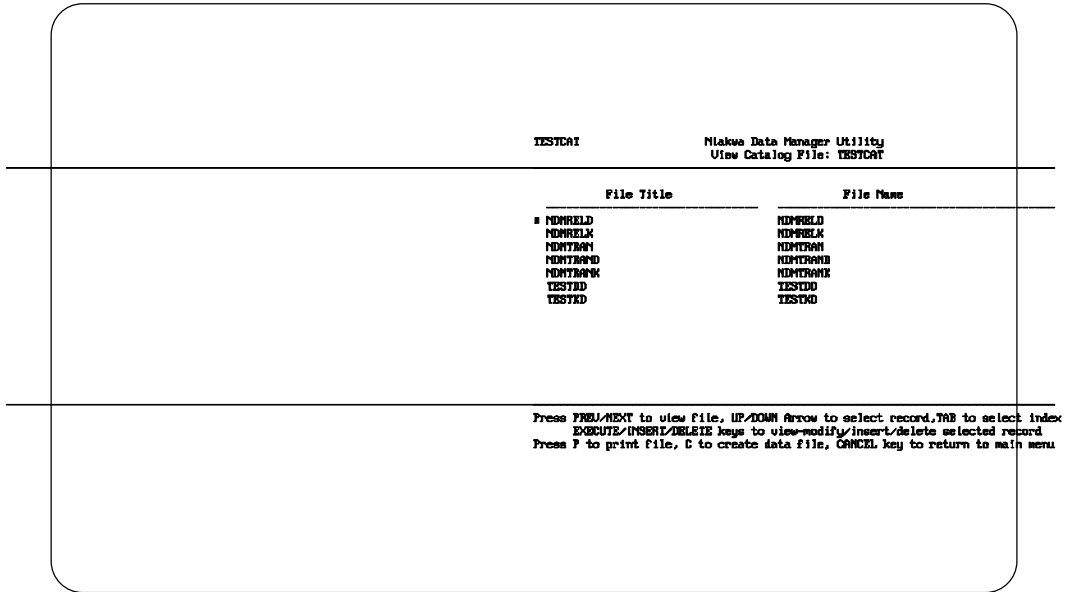 TESTCAT Niakwa Data Manager Utility
View Catalog File: TESTCAT
File Title File Name
NDMRELD NDMRELD
NDMRELK NDMRELK
NDMTRAN NDMTRAN
NDMTRAND NDMTRAND
NDMTRANK NDMTRANK
TESTDD TESTDD
TESTKD TESTKD
Press PREV/NEXT to view file, UP/DOWN Arrow to select record,TAB to select index
EXECUTE/INSERT/DELETE keys to view-modify/insert/delete selected record
Press P to print file, C to create data file, CANCEL key to return to main menu